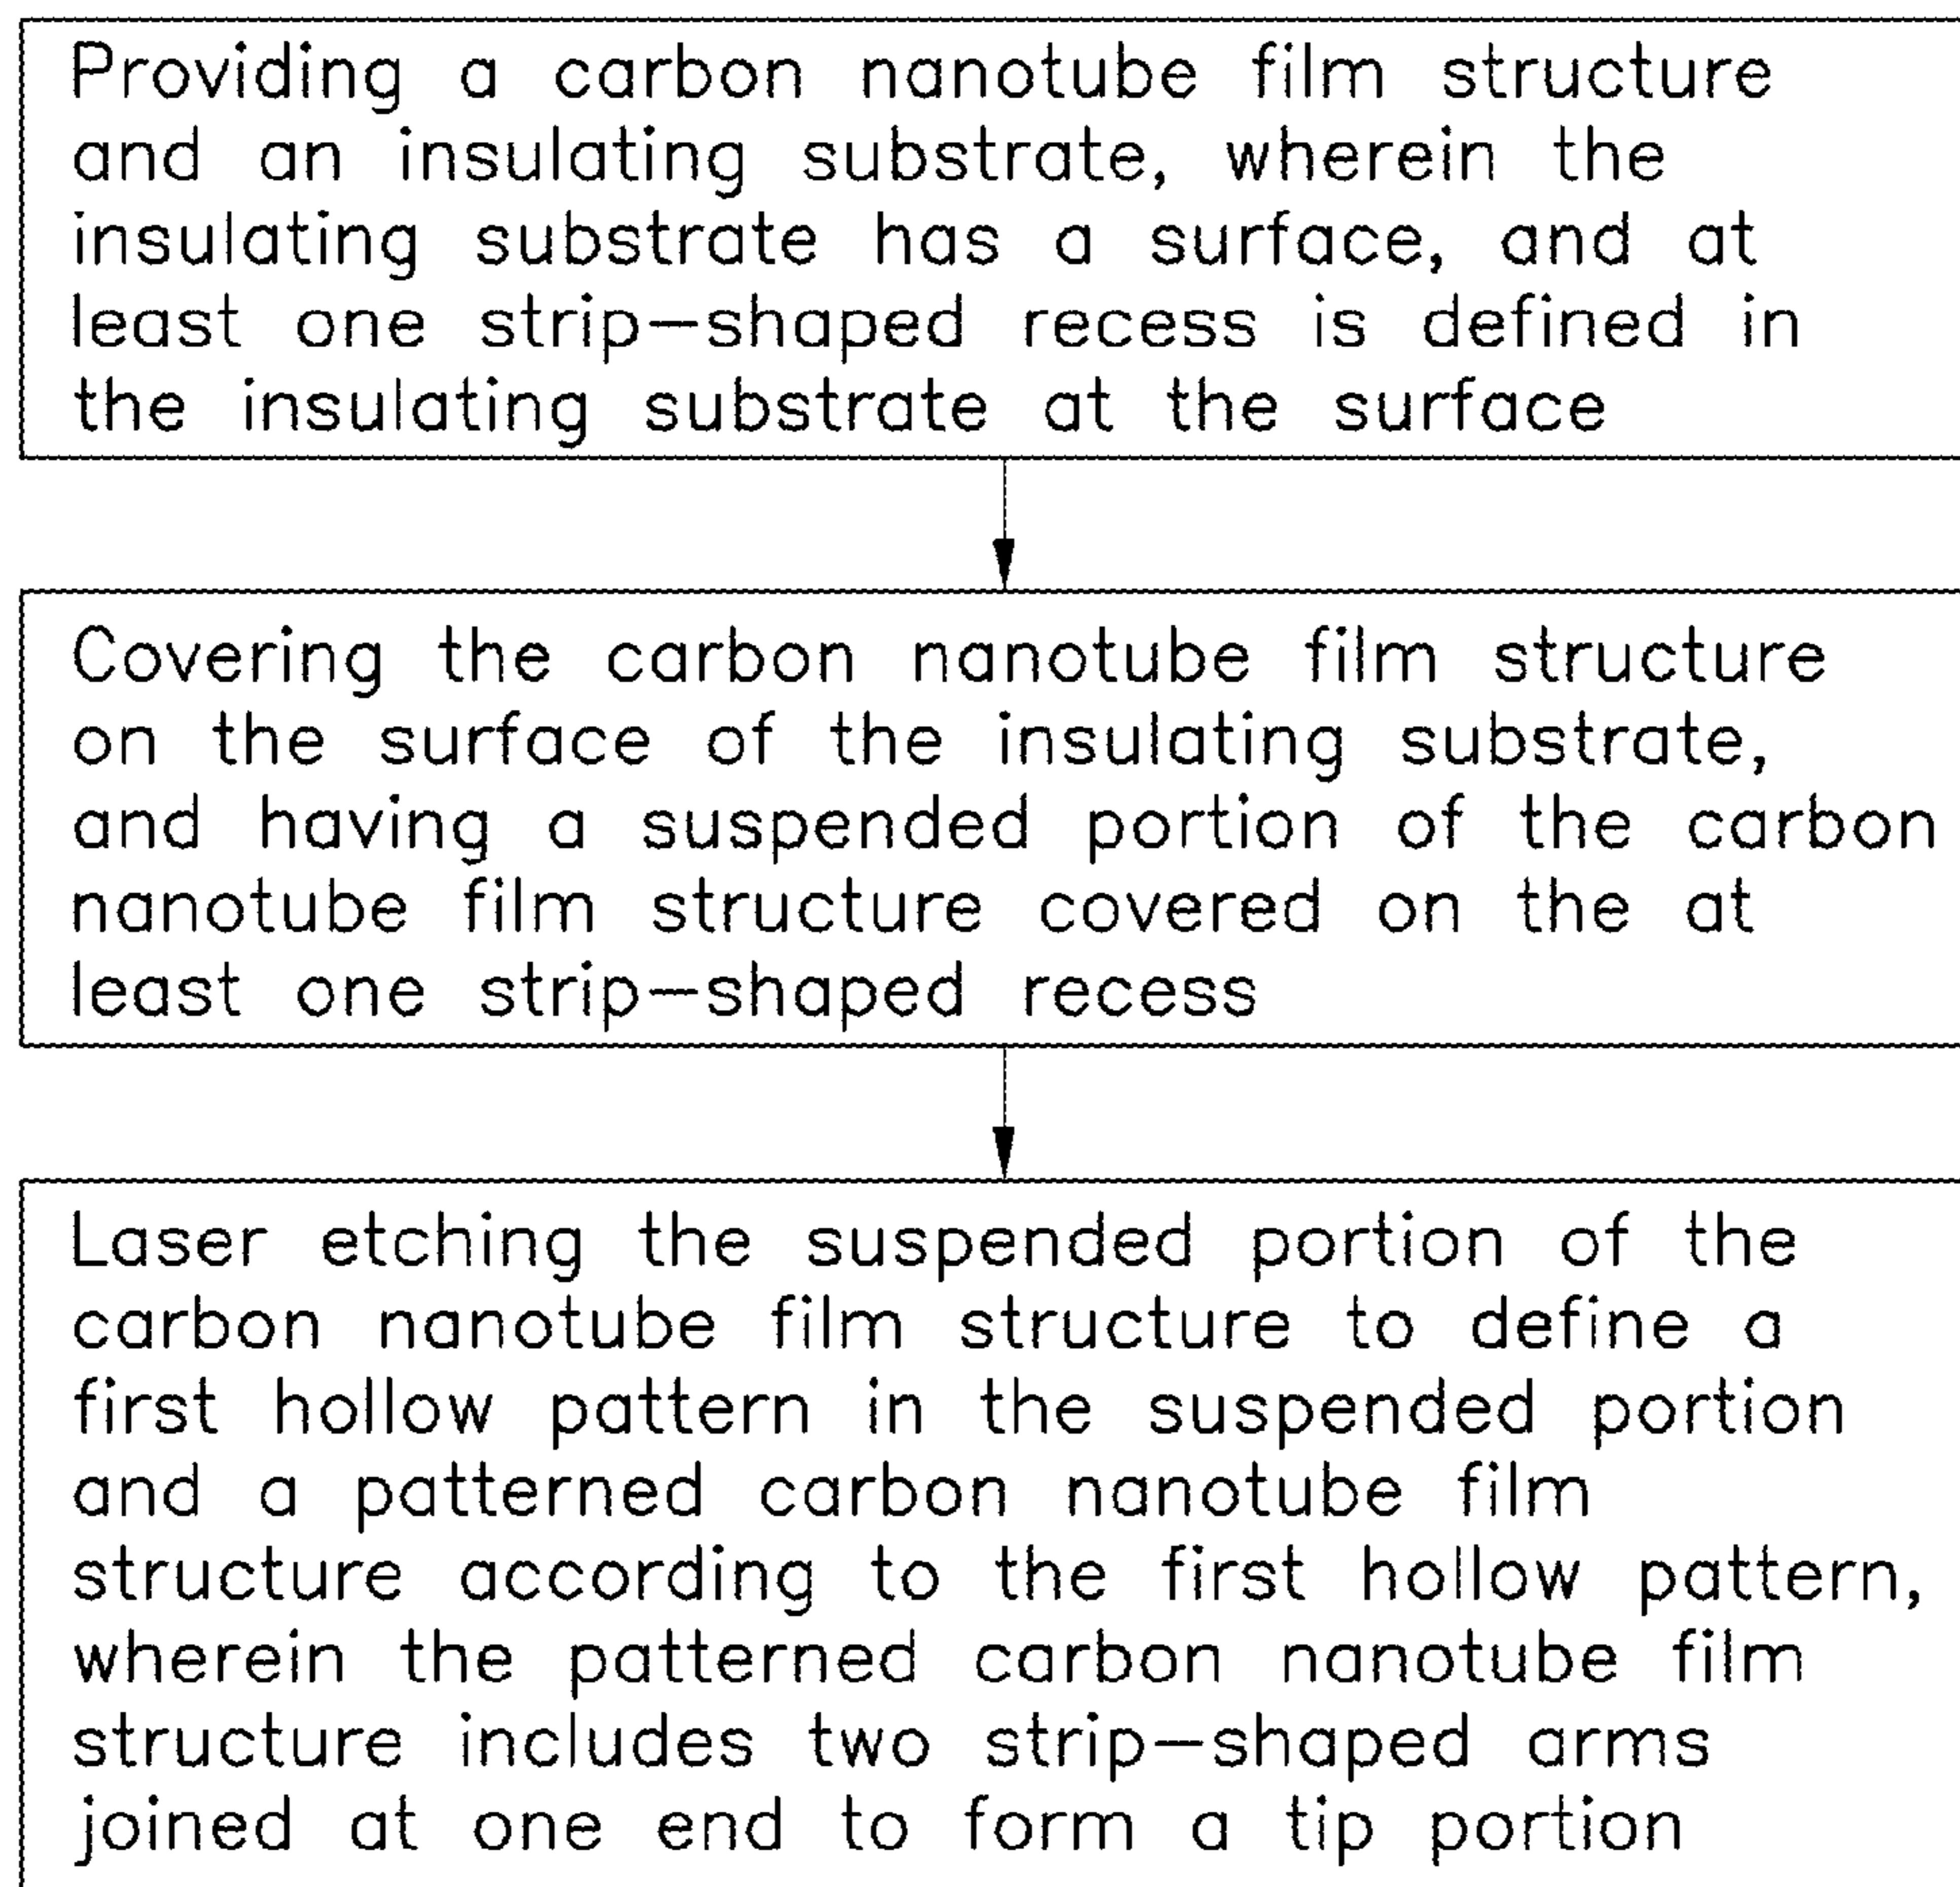 Providing a carbon nanotube film structure
and an insulating substrate, wherein the
insulating substrate has a surface, and at
least one strip-shaped recess is defined in
the insulating substrate at the surface
Covering the carbon nanotube film structure
on the surface of the insulating substrate,
and having a suspended portion of the carbon
nanotube film structure covered on the at
least one strip-shaped recess
Laser etching the suspended portion of the
carbon nanotube film structure to define a
first hollow pattern in the suspended portion
and a patterned carbon nanotube film
structure according to the first hollow pattern,
wherein the patterned carbon nanotube film
structure includes two strip-shaped arms
joined at one end to form a tip portion